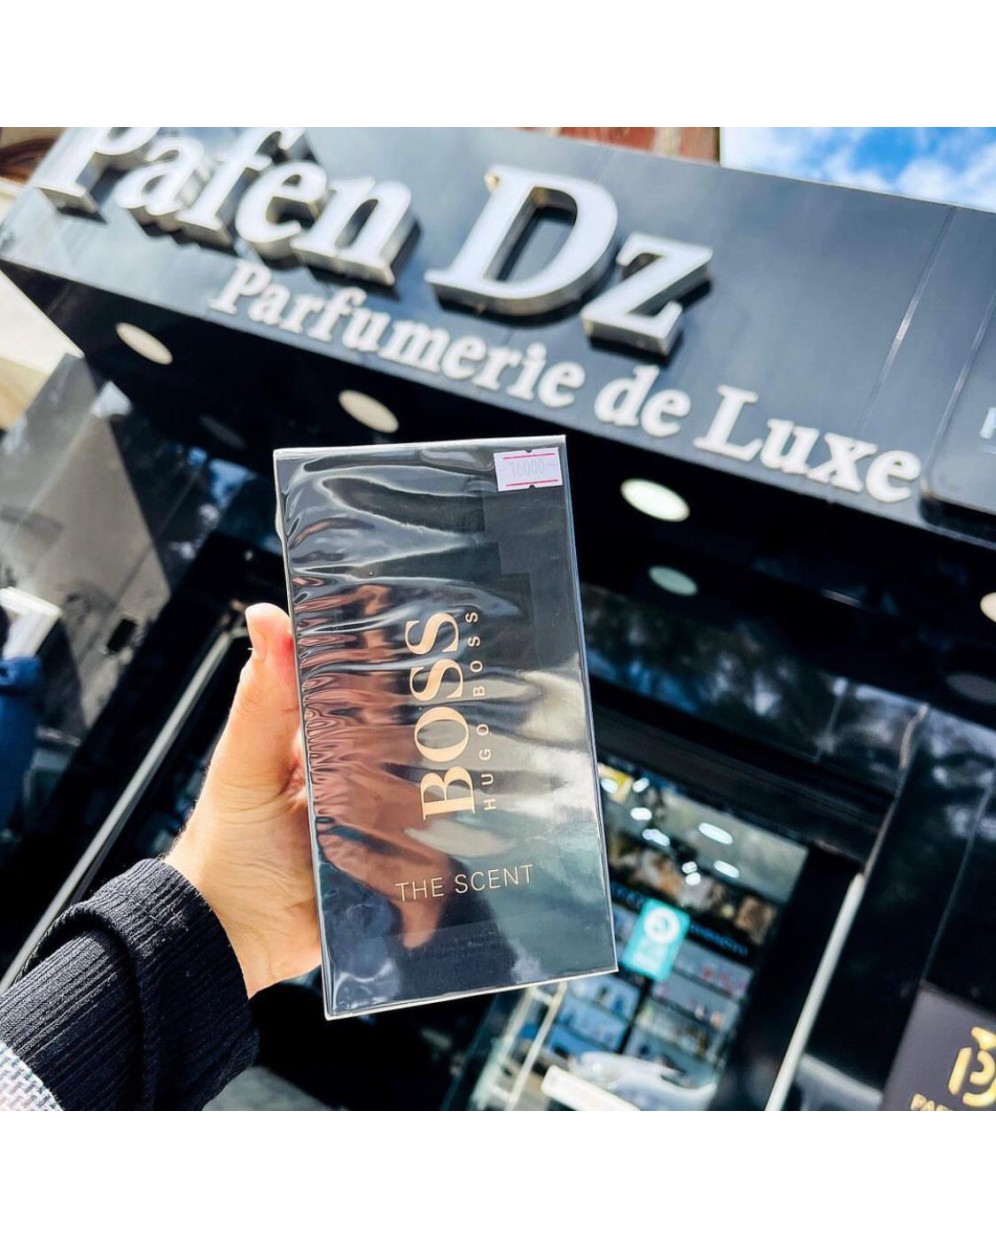 Pafen Dz
Parfumerie de Luxe
BOSS
HUGO BOSS
THE SCENT